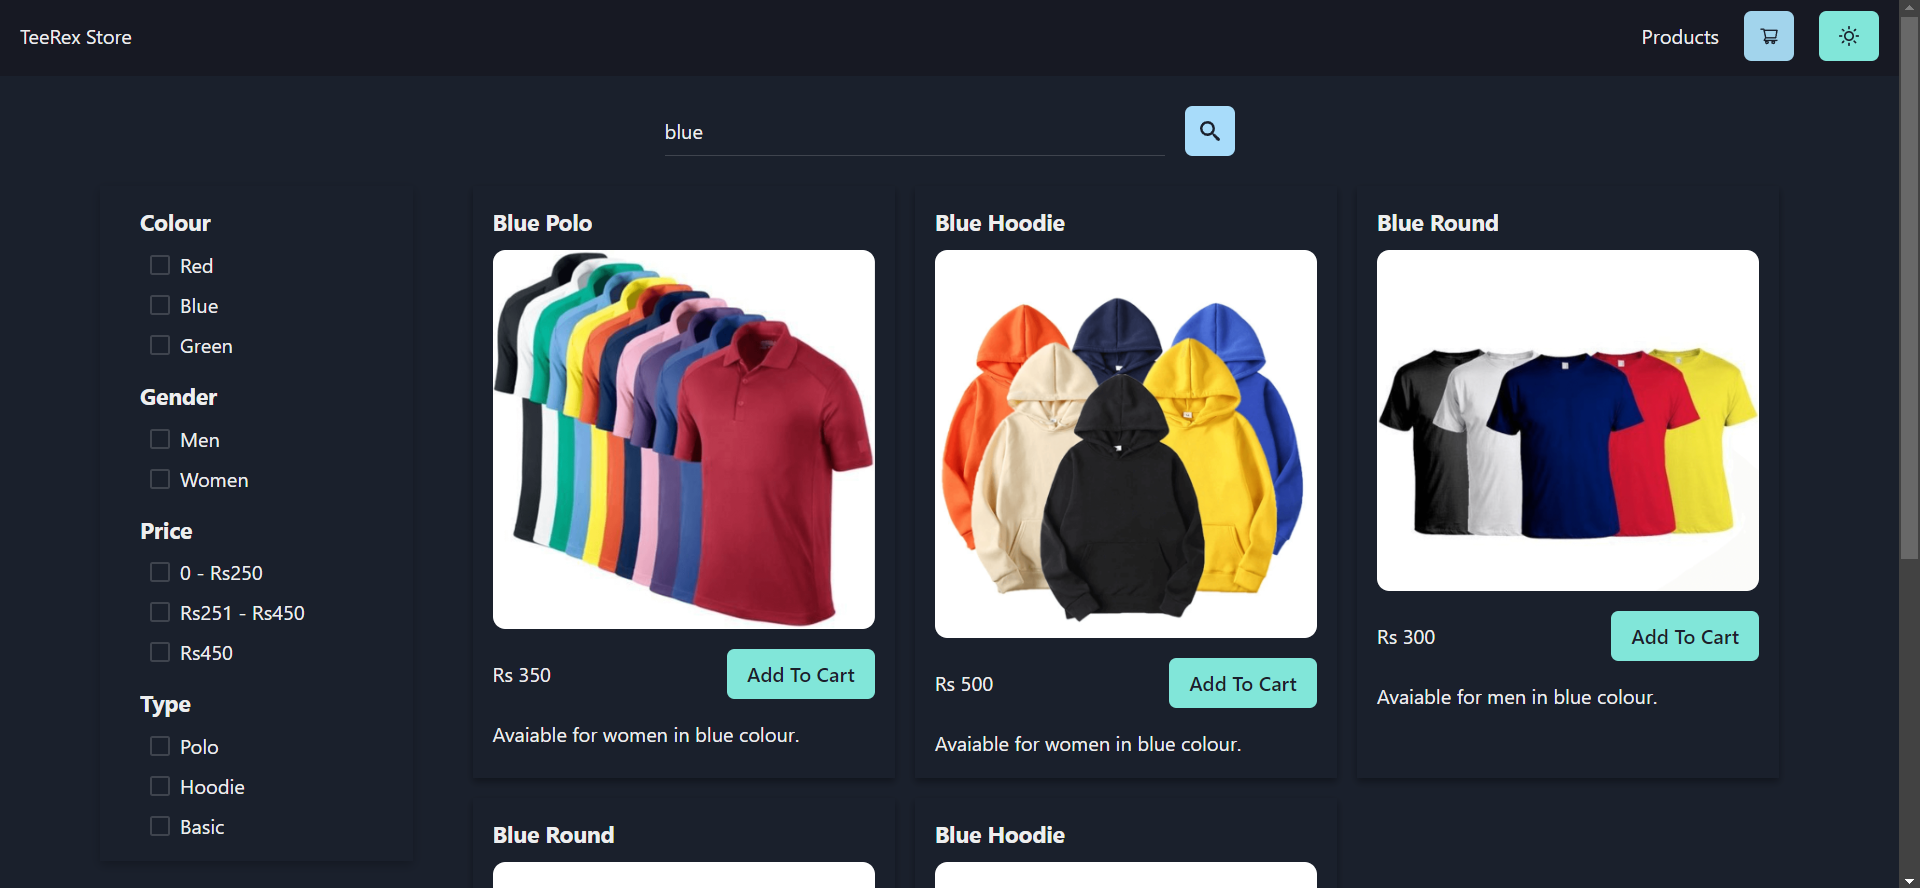 TeeRex Store
Products
blue
Colour
Red
Blue
Green
Gender
Men
Women
Price
0 - Rs250
Rs251 - Rs450
Rs450
Type
Polo
Hoodie
Basic
Blue Polo
Rs 350
Add To Cart
Avaiable for women in blue colour.
Blue Hoodie
Rs 500
Add To Cart
Avaiable for women in blue colour.
Blue Round
Rs 300
Add To Cart
Avaiable for men in blue colour.
Blue Round
Blue Hoodie